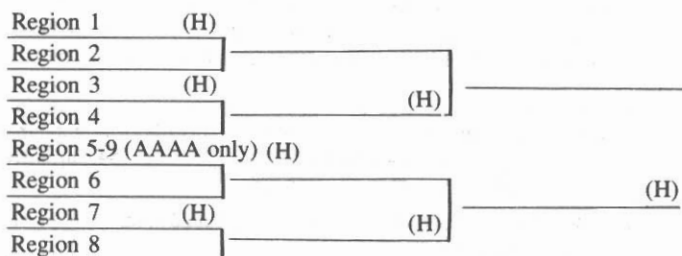 Region 1 (H)
Region 2
Region 3 (H)
(H)
Region 4
Region 5-9 (AAAA only) (H)
Region 6
(H)
Region 7 (H)
(H)
Region 8